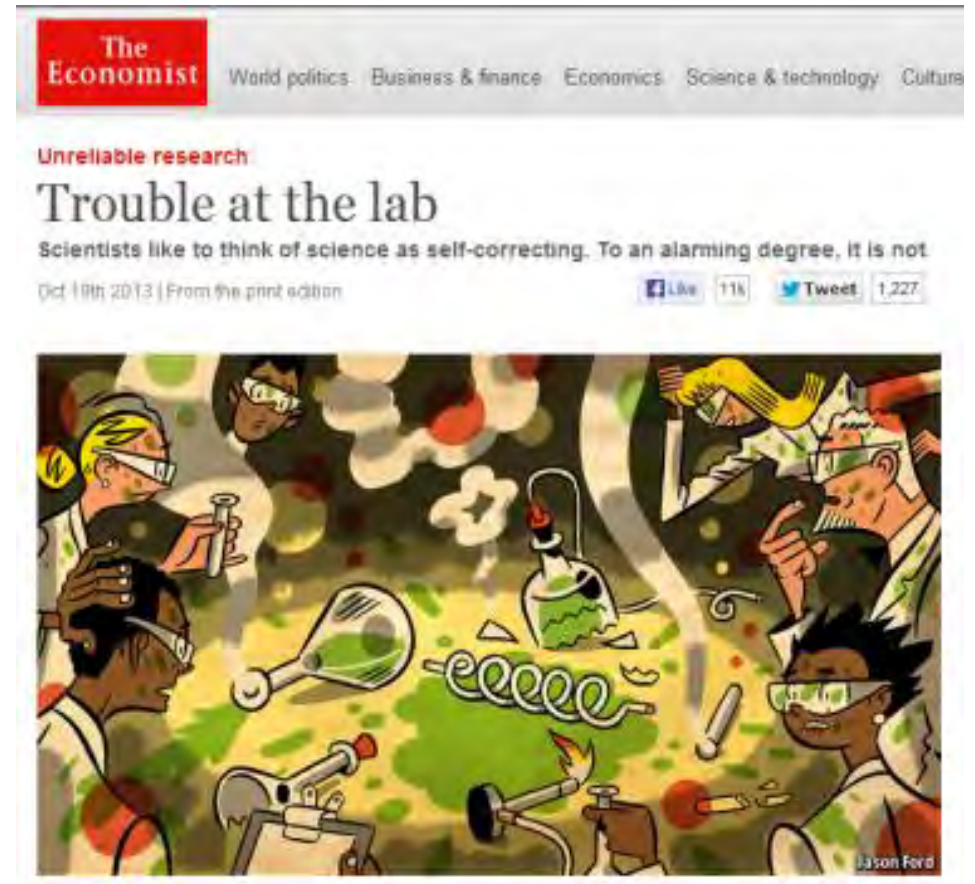 The
Economist
World politics Business & finance Economics Science & technology Culture
Unreliable research
Trouble at the lab
Scientists like to think of science as self-correcting. To an alarming degree, it is not
Oct 19th 2013 | From the print edition
Like 11k Tweet 1,227
Jason Ford